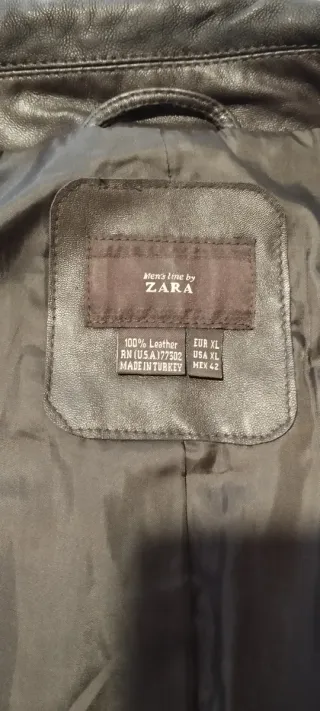 Men's line by
ZARA
100% Leather
RN(U.S.A)77502
MADE IN TURKEY
EUR XL
USA XL
MEX 42